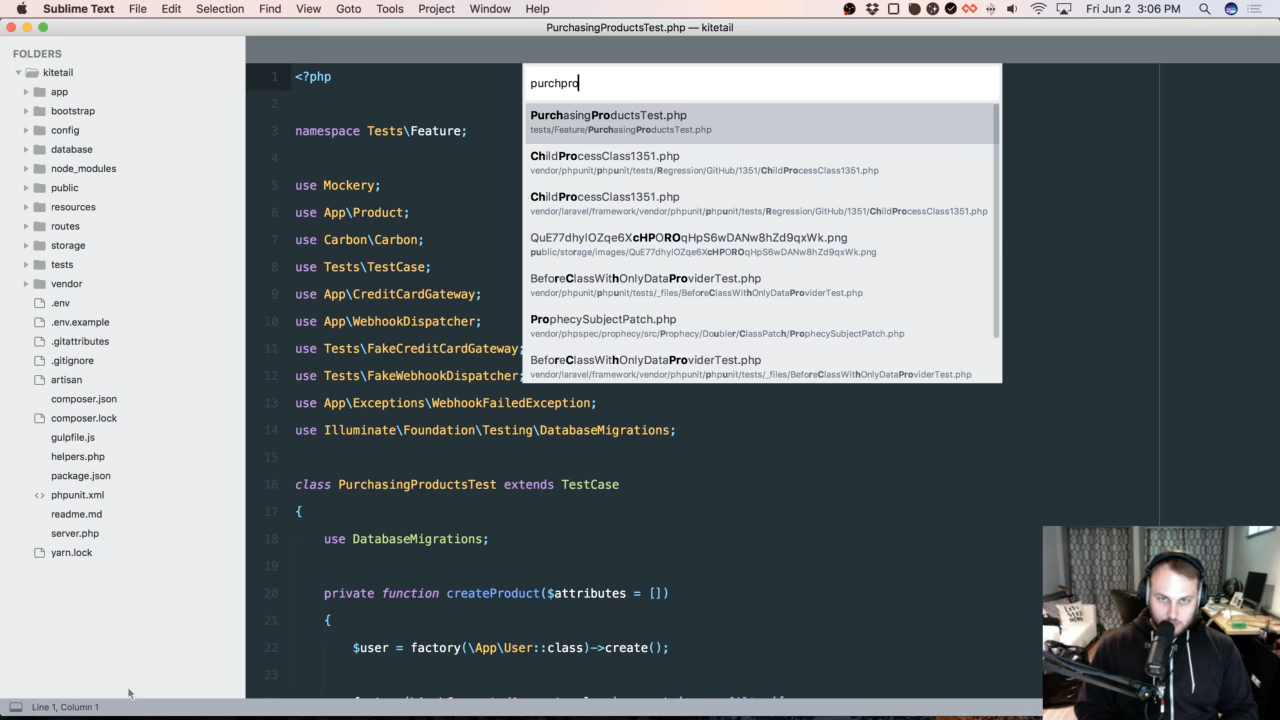 Sublime Text File Edit Selection Find View Goto Tools Project Window Help Fri Jun 2 3:06 PM
PurchasingProductsTest.php — kitetail
FOLDERS
kitetail
app
bootstrap
config
database
node_modules
public
resources
routes
storage
tests
vendor
.env
.env.example
.gitattributes
.gitignore
artisan
composer.json
composer.lock
gulpfile.js
helpers.php
package.json
<> phpunit.xml
readme.md
server.php
yarn.lock
purchpro
PurchasingProductsTest.php
tests/Feature/PurchasingProductsTest.php
ChildProcessClass1351.php
vendor/phpunit/phpunit/tests/Regression/GitHub/1351/ChildProcessClass1351.php
ChildProcessClass1351.php
vendor/laravel/framework/vendor/phpunit/phpunit/tests/Regression/GitHub/1351/ChildProcessClass1351.php
QuE77dhylOZqe6XcHPOROqHpS6wDANw8hZd9qxWk.png
public/storage/images/QuE77dhylOZqe6XcHPOROqHpS6wDANw8hZd9qxWk.png
BeforeClassWithOnlyDataProviderTest.php
vendor/phpunit/phpunit/tests/_files/BeforeClassWithOnlyDataProviderTest.php
ProphecySubjectPatch.php
vendor/phpspec/prophecy/src/Prophecy/Doubler/ClassPatch/ProphecySubjectPatch.php
BeforeClassWithOnlyDataProviderTest.php
vendor/laravel/framework/vendor/phpunit/phpunit/tests/_files/BeforeClassWithOnlyDataProviderTest.php
1 <?php
2
3 namespace Tests\Feature;
4
5 use Mockery;
6 use App\Product;
7 use Carbon\Carbon;
8 use Tests\TestCase;
9 use App\CreditCardGateway;
10 use App\WebhookDispatcher;
11 use Tests\FakeCreditCardGateway;
12 use Tests\FakeWebhookDispatcher;
13 use App\Exceptions\WebhookFailedException;
14 use Illuminate\Foundation\Testing\DatabaseMigrations;
15
16 class PurchasingProductsTest extends TestCase
17 {
18 use DatabaseMigrations;
19
20 private function createProduct($attributes = [])
21 {
22 $user = factory(\App\User::class)->create();
23
Line 1, Column 1